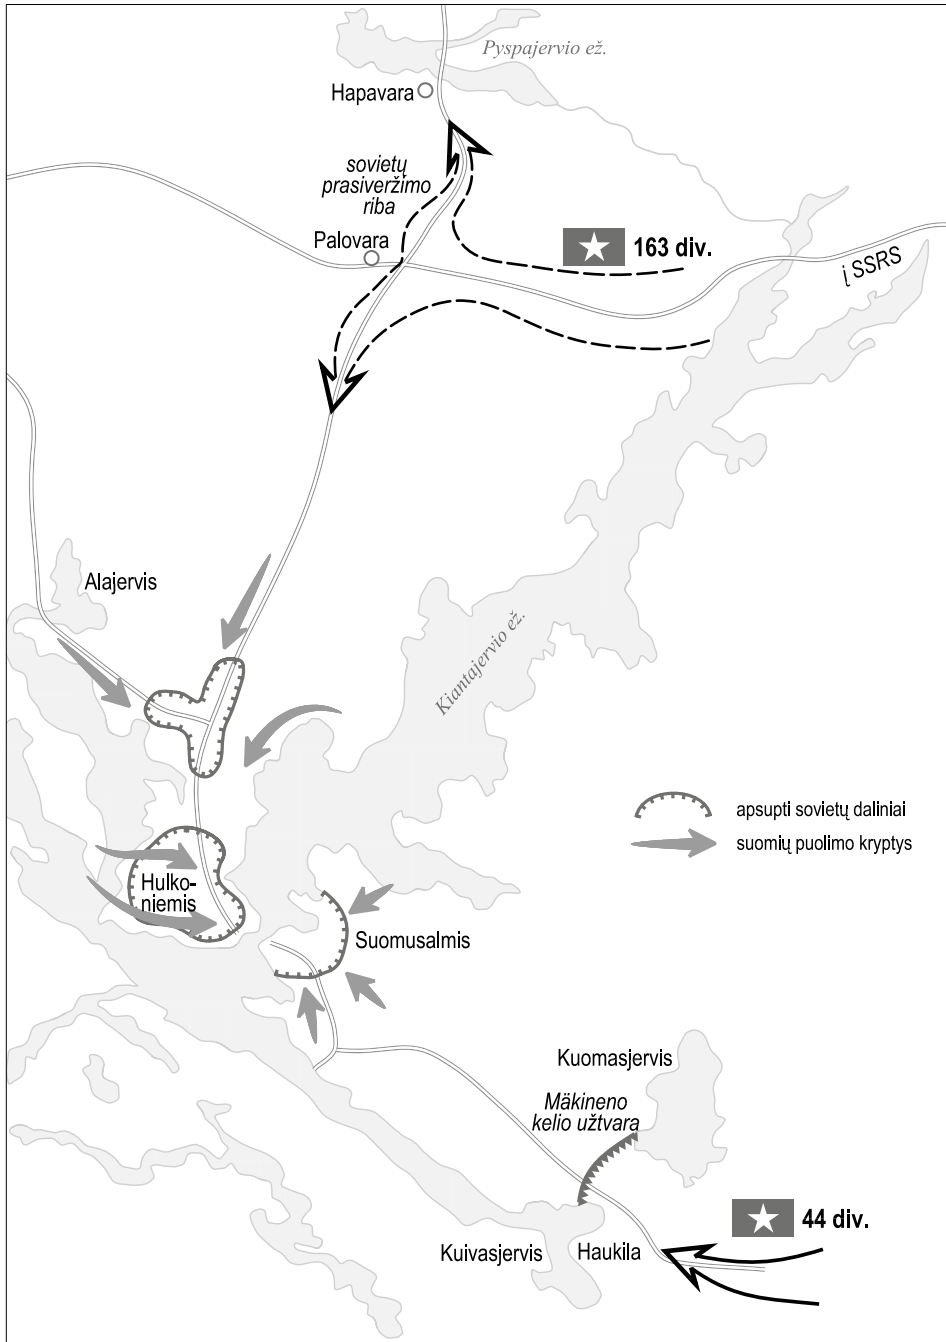 Pyspajervio ež.
Hapavara
sovietų
prasiveržimo
riba
Palovara
163 div.
į SSRS
Alajervis
Kiantajervio ež.
apsupti sovietų daliniai
suomių puolimo kryptys
Hulko-
niemis
Suomusalmis
Kuomasjervis
Mäkineno
kelio užtvara
44 div.
Kuivasjervis
Haukila